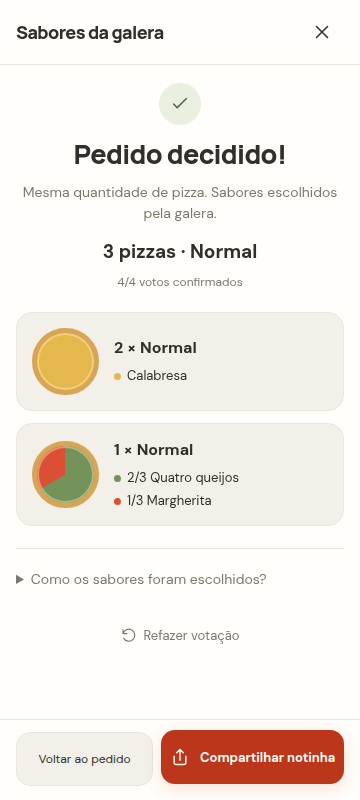 Sabores da galera
Pedido decidido!
Mesma quantidade de pizza. Sabores escolhidos
pela galera.
3 pizzas · Normal
4/4 votos confirmados
2 × Normal
Calabresa
1 × Normal
2/3 Quatro queijos
1/3 Margherita
Como os sabores foram escolhidos?
Refazer votação
Voltar ao pedido
Compartilhar notinha